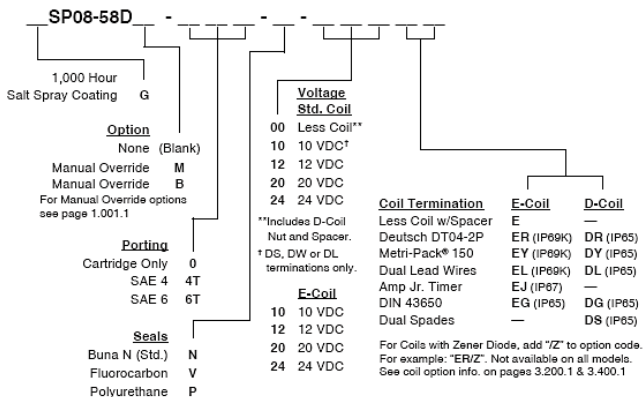 __SP08-58D__ - ____ - __ - ____ __
1,000 Hour
Salt Spray Coating G
Option
None (Blank)
Manual Override M
Manual Override B
For Manual Override options
see page 1.001.1
Porting
Cartridge Only 0
SAE 4 4T
SAE 6 6T
Seals
Buna N (Std.) N
Fluorocarbon V
Polyurethane P
Voltage
Std. Coil
00 Less Coil**
10 10 VDC†
12 12 VDC
20 20 VDC
24 24 VDC
**Includes D-Coil
Nut and Spacer.
† DS, DW or DL
terminations only.
E-Coil
10 10 VDC
12 12 VDC
20 20 VDC
24 24 VDC
Coil Termination E-Coil D-Coil
Less Coil w/Spacer E —
Deutsch DT04-2P ER (IP69K) DR (IP65)
Metri-Pack® 150 EY (IP69K) DY (IP65)
Dual Lead Wires EL (IP69K) DL (IP65)
Amp Jr. Timer EJ (IP67) —
DIN 43650 EG (IP65) DG (IP65)
Dual Spades — DS (IP65)
For Coils with Zener Diode, add "/Z" to option code.
For example: "ER/Z". Not available on all models.
See coil option info. on pages 3.200.1 & 3.400.1